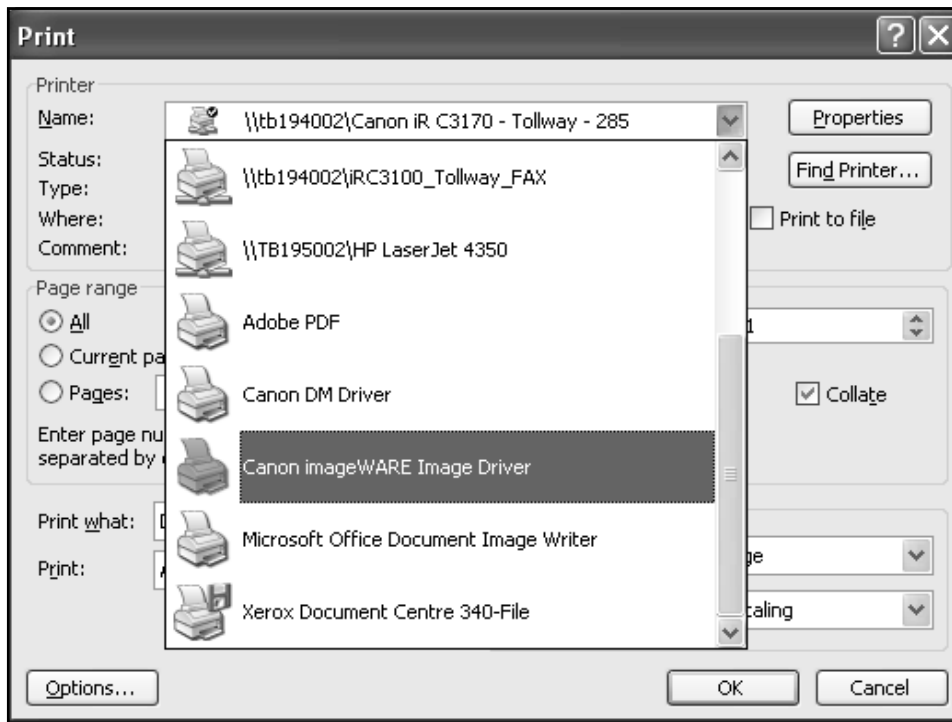 Print
Printer
Name:
\\tb194002\Canon iR C3170 - Tollway - 285
Properties
Status:
\\tb194002\iRC3100_Tollway_FAX
Find Printer...
Type:
Where:
Print to file
Comment:
\\TB195002\HP LaserJet 4350
Page range
All
Adobe PDF
1
Current pa
Pages:
Canon DM Driver
Collate
Enter page nu
separated by
Canon imageWARE Image Driver
Print what:
Microsoft Office Document Image Writer
ge
Print:
Xerox Document Centre 340-File
caling
Options...
OK
Cancel